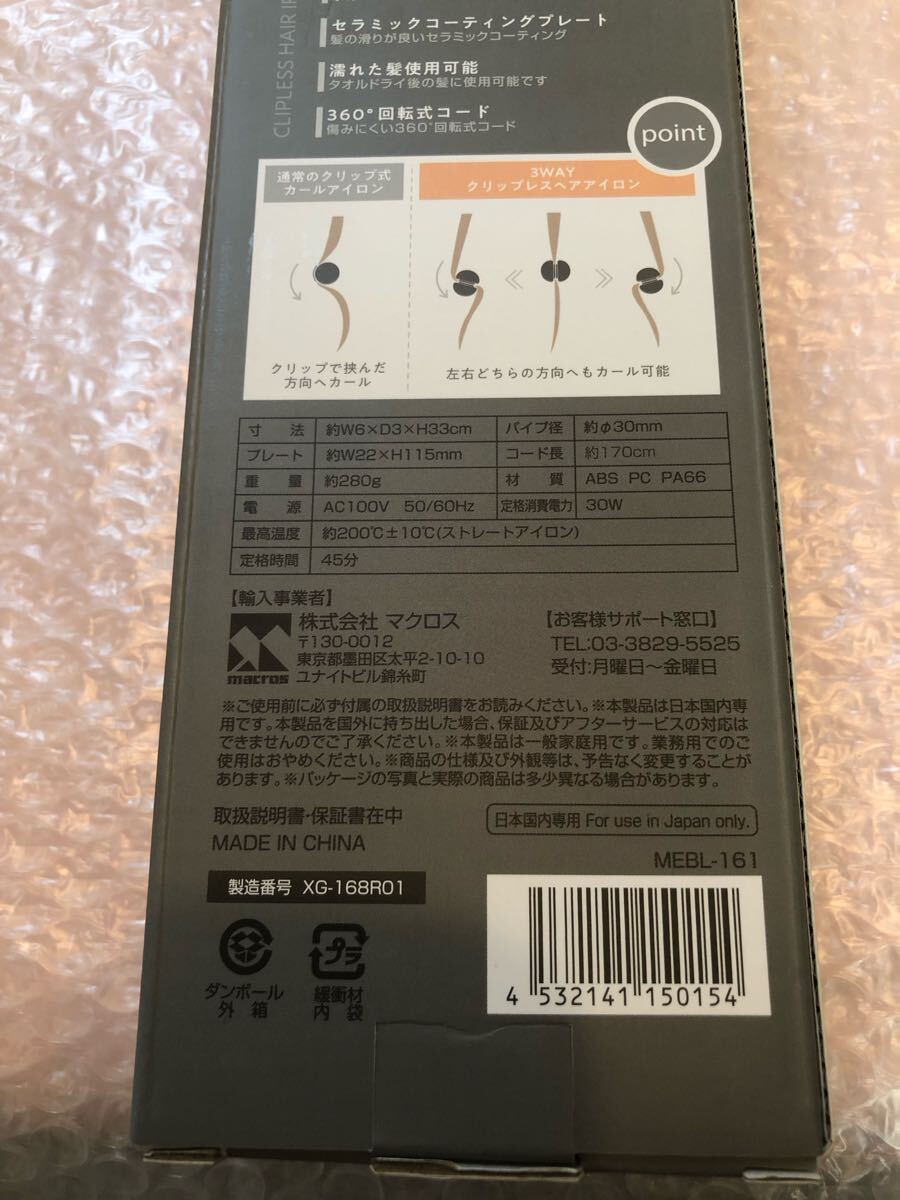 CLIPLESS HAIR
セラミックコーティングプレート
髪の滑りが良いセラミックコーティング
濡れた髪使用可能
タオルドライ後の髪に使用可能です
360°回転式コード
傷みにくい360°回転式コード
point
通常のクリップ式
カールアイロン
3WAY
クリップレスヘアアイロン
クリップで挟んだ
方向へカール
左右どちらの方向へもカール可能
寸 法 約W6×D3×H33cm パイプ径 約φ30mm
プレート 約W22×H115mm コード長 約170cm
重 量 約280g 材 質 ABS PC PA66
電 源 AC100V 50/60Hz 定格消費電力 30W
最高温度 約200℃±10℃(ストレートアイロン)
定格時間 45分
【輸入事業者】
macros
株式会社 マクロス
〒130-0012
東京都墨田区太平2-10-10
ユナイトビル錦糸町
【お客様サポート窓口】
TEL:03-3829-5525
受付:月曜日～金曜日
※ご使用前に必ず付属の取扱説明書をお読みください。※本製品は日本国内専
用です。本製品を国外に持ち出した場合、保証及びアフターサービスの対応は
できませんのでご了承ください。※本製品は一般家庭用です。業務用でのご
使用はおやめください。※商品の仕様及び外観等は、予告なく変更することが
あります。※パッケージの写真と実際の商品は多少異なる場合があります。
取扱説明書・保証書在中
日本国内専用 For use in Japan only.
MADE IN CHINA
MEBL-161
製造番号 XG-168R01
プラ
ダンボール
外 箱
緩衝材
内 袋
4 532141 150154